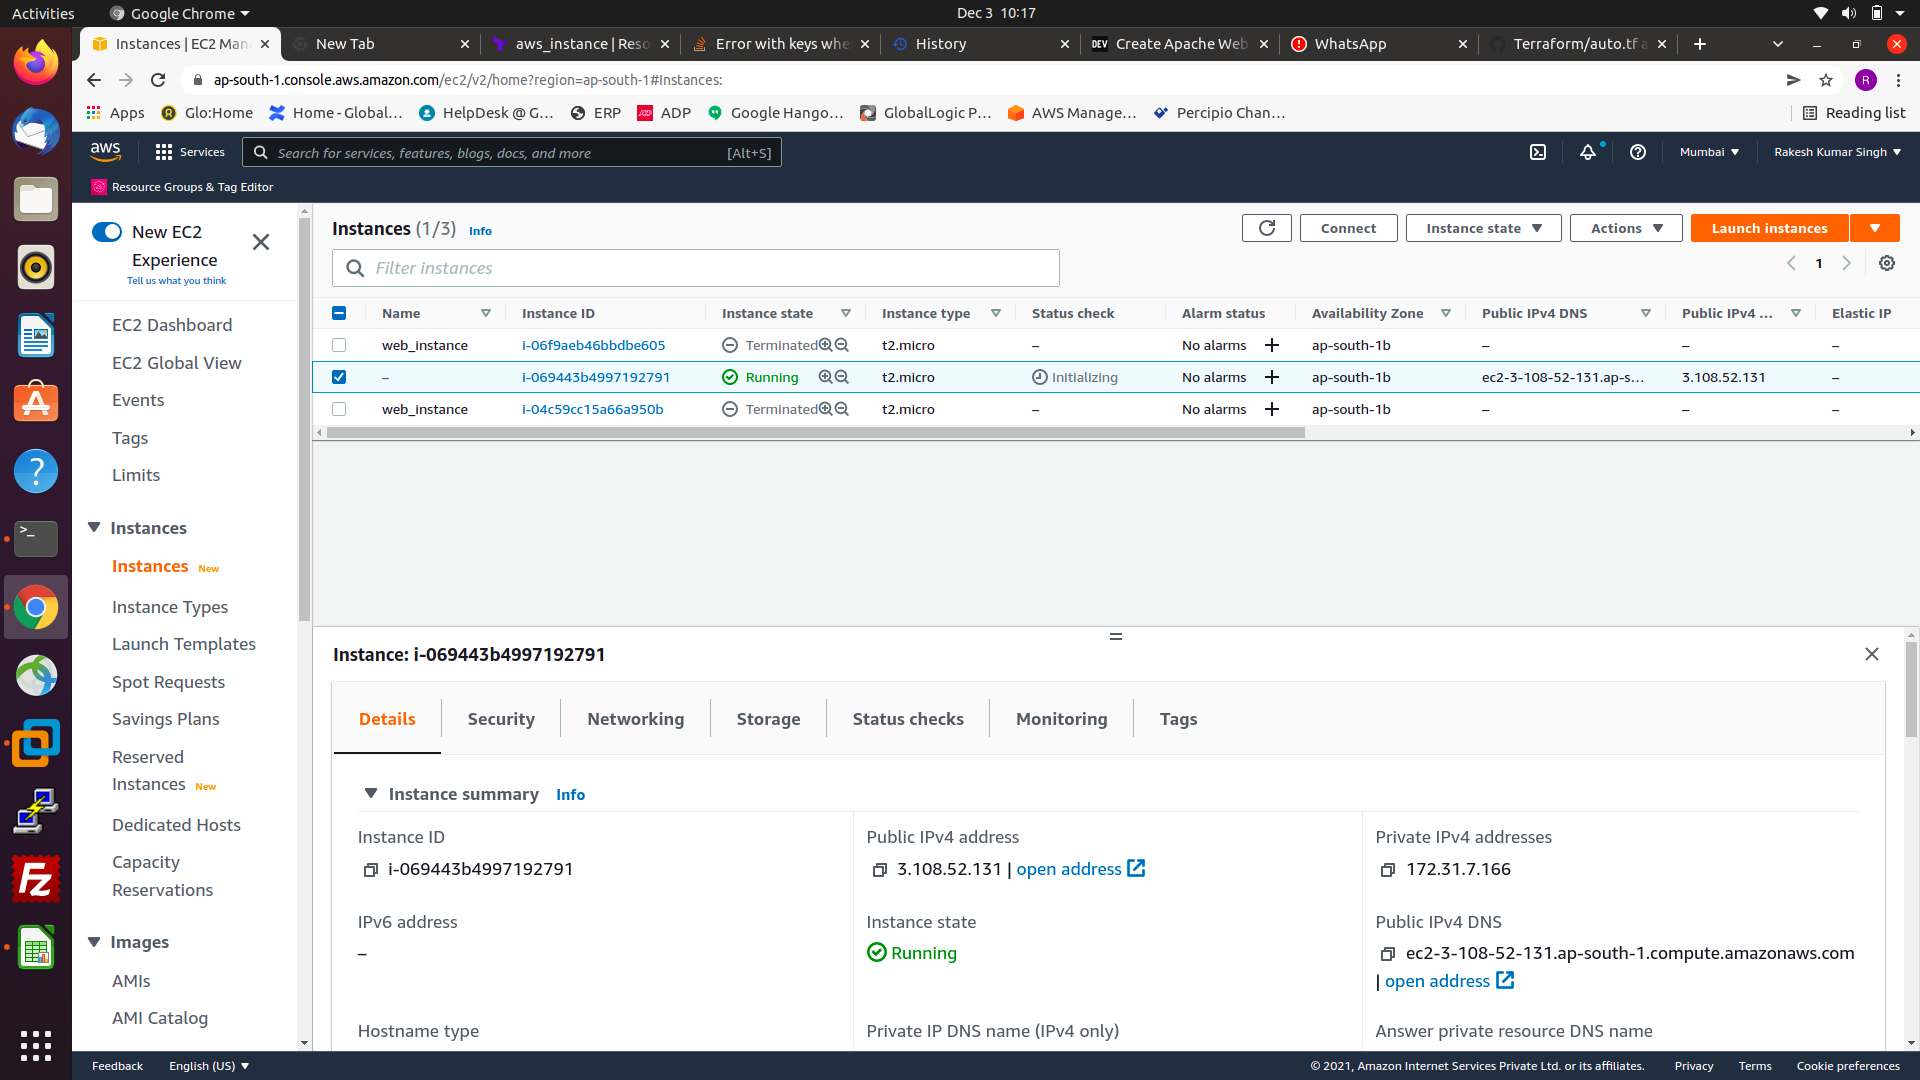 Activities
Google Chrome
Dec 3 10:17
Instances | EC2 Man
New Tab
aws_instance | Reso
Error with keys whe
History
DEV Create Apache Web
WhatsApp
Terraform/auto.tf a
ap-south-1.console.aws.amazon.com/ec2/v2/home?region=ap-south-1#Instances:
R
Apps
Glo:Home
Home - Global...
HelpDesk @ G...
ERP
ADP
Google Hango...
GlobalLogic P...
AWS Manage...
Percipio Chan...
Reading list
aws
Services
Search for services, features, blogs, docs, and more
[Alt+S]
Mumbai
Rakesh Kumar Singh
Resource Groups & Tag Editor
New EC2
Experience
Tell us what you think
EC2 Dashboard
EC2 Global View
Events
Tags
Limits
Instances
Instances New
Instance Types
Launch Templates
Spot Requests
Savings Plans
Reserved
Instances New
Dedicated Hosts
Capacity
Reservations
Images
AMIs
AMI Catalog
Instances (1/3) Info
Connect
Instance state
Actions
Launch instances
Filter instances
1
Name Instance ID Instance state Instance type Status check Alarm status Availability Zone Public IPv4 DNS Public IPv4 ... Elastic IP
web_instance i-06f9aeb46bbdbe605 Terminated t2.micro – No alarms + ap-south-1b – – –
– i-069443b4997192791 Running t2.micro Initializing No alarms + ap-south-1b ec2-3-108-52-131.ap-s... 3.108.52.131 –
web_instance i-04c59cc15a66a950b Terminated t2.micro – No alarms + ap-south-1b – – –
Instance: i-069443b4997192791
Details
Security
Networking
Storage
Status checks
Monitoring
Tags
Instance summary Info
Instance ID
i-069443b4997192791
Public IPv4 address
3.108.52.131 | open address
Private IPv4 addresses
172.31.7.166
IPv6 address
–
Instance state
Running
Public IPv4 DNS
ec2-3-108-52-131.ap-south-1.compute.amazonaws.com
| open address
Hostname type
Private IP DNS name (IPv4 only)
Answer private resource DNS name
Feedback
English (US)
© 2021, Amazon Internet Services Private Ltd. or its affiliates.
Privacy
Terms
Cookie preferences